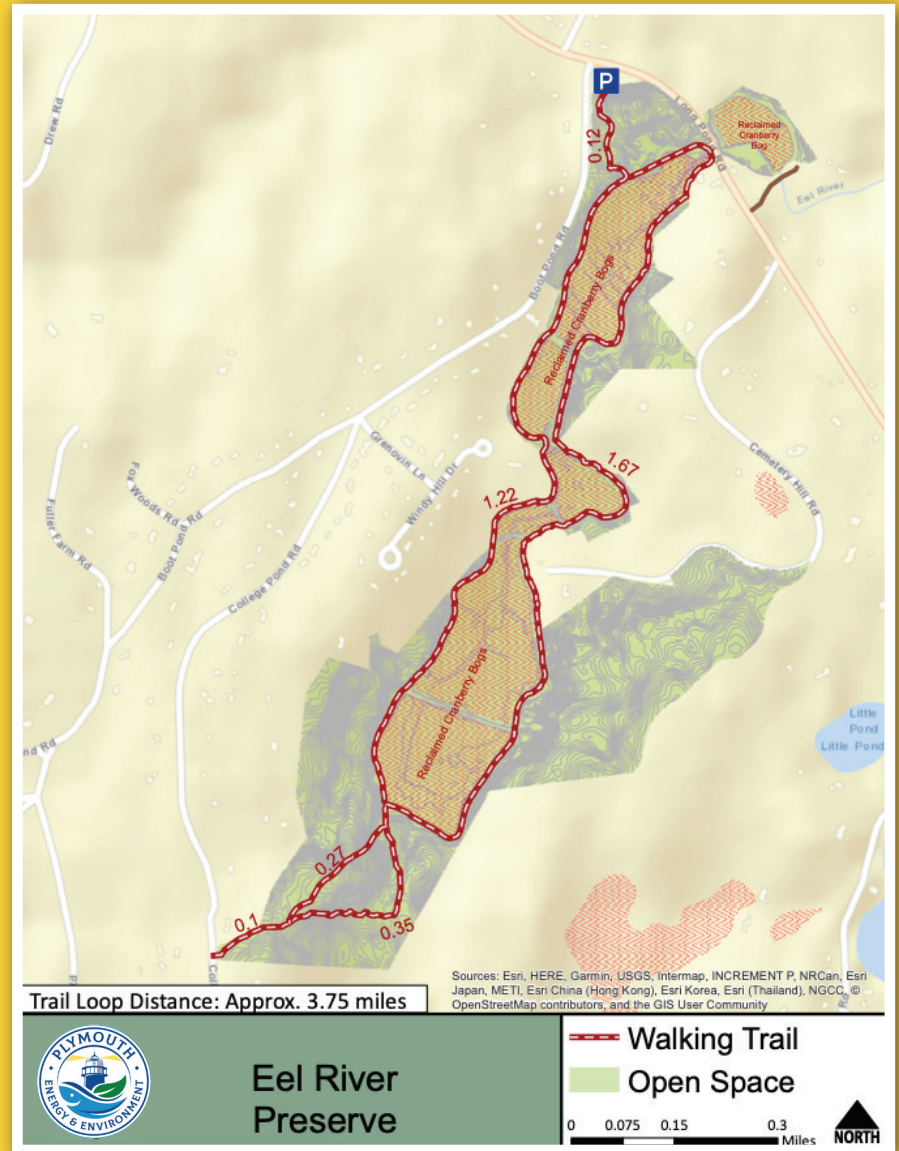 P
Drew Rd
Long Pond Rd
Reclaimed
Cranberry
Bog
0.12
Eel River
Boot Pond Rd
Reclaimed Cranberry Bogs
Grenovin Ln
Windy Hill Dr
1.67
Cemetery Hill Rd
1.22
Fox Woods Rd
Boot Pond Rd
Fuller Farm Rd
College Pond Rd
Reclaimed Cranberry Bogs
Little
Pond
Little Pond
nd Rd
0.27
0.1
0.35
Col
Rd
Sources: Esri, HERE, Garmin, USGS, Intermap, INCREMENT P, NRCan, Esri
Japan, METI, Esri China (Hong Kong), Esri Korea, Esri (Thailand), NGCC, ©
OpenStreetMap contributors, and the GIS User Community
Trail Loop Distance: Approx. 3.75 miles
PLYMOUTH
ENERGY & ENVIRONMENT
Eel River
Preserve
Walking Trail
Open Space
0 0.075 0.15 0.3
Miles
NORTH